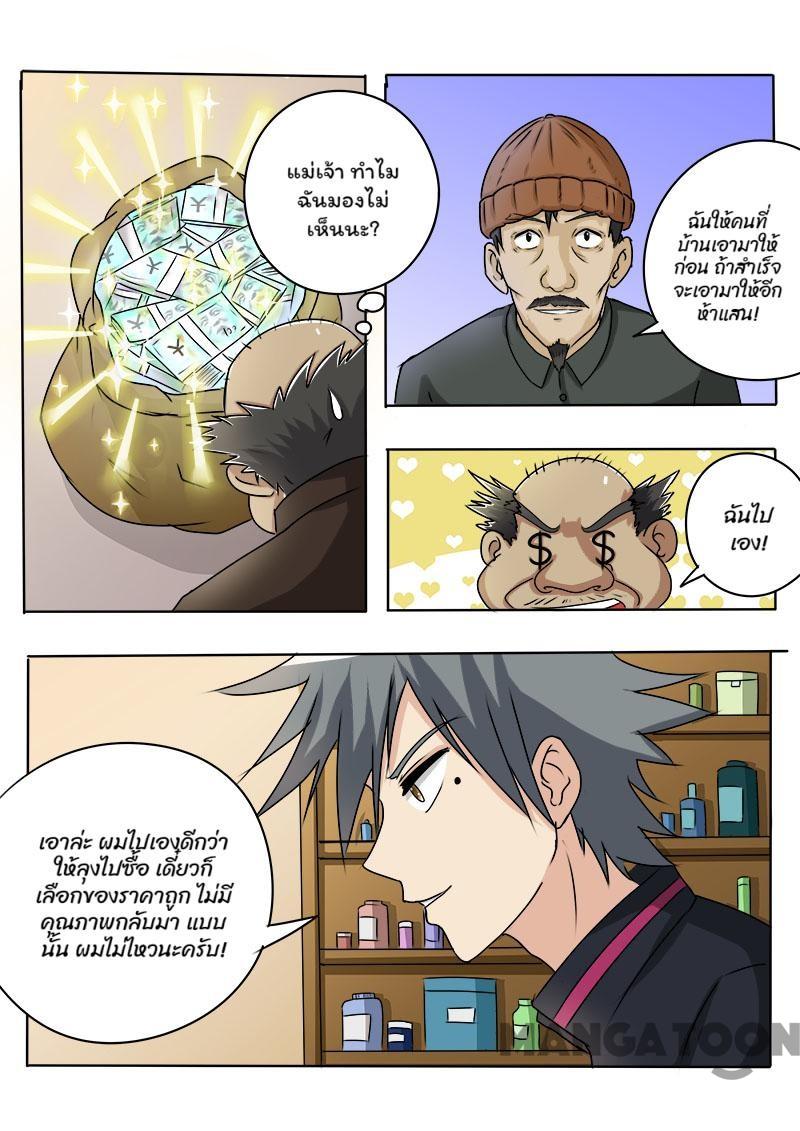 แม่เจ้า ทำไม
ฉันมองไม่
เห็นนะ?
ฉันให้คนที่
บ้านเอามาให้
ก่อน ถ้าสำเร็จ
จะเอามาให้อีก
ห้าแสน!
$ $
ฉันไป
เอง!
เอาล่ะ ผมไปเองดีกว่า
ให้ลุงไปซื้อ เดี๋ยวก็
เลือกของราคาถูก ไม่มี
คุณภาพกลับมา แบบ
นั้น ผมไม่ไหวนะครับ!
MANGATOON